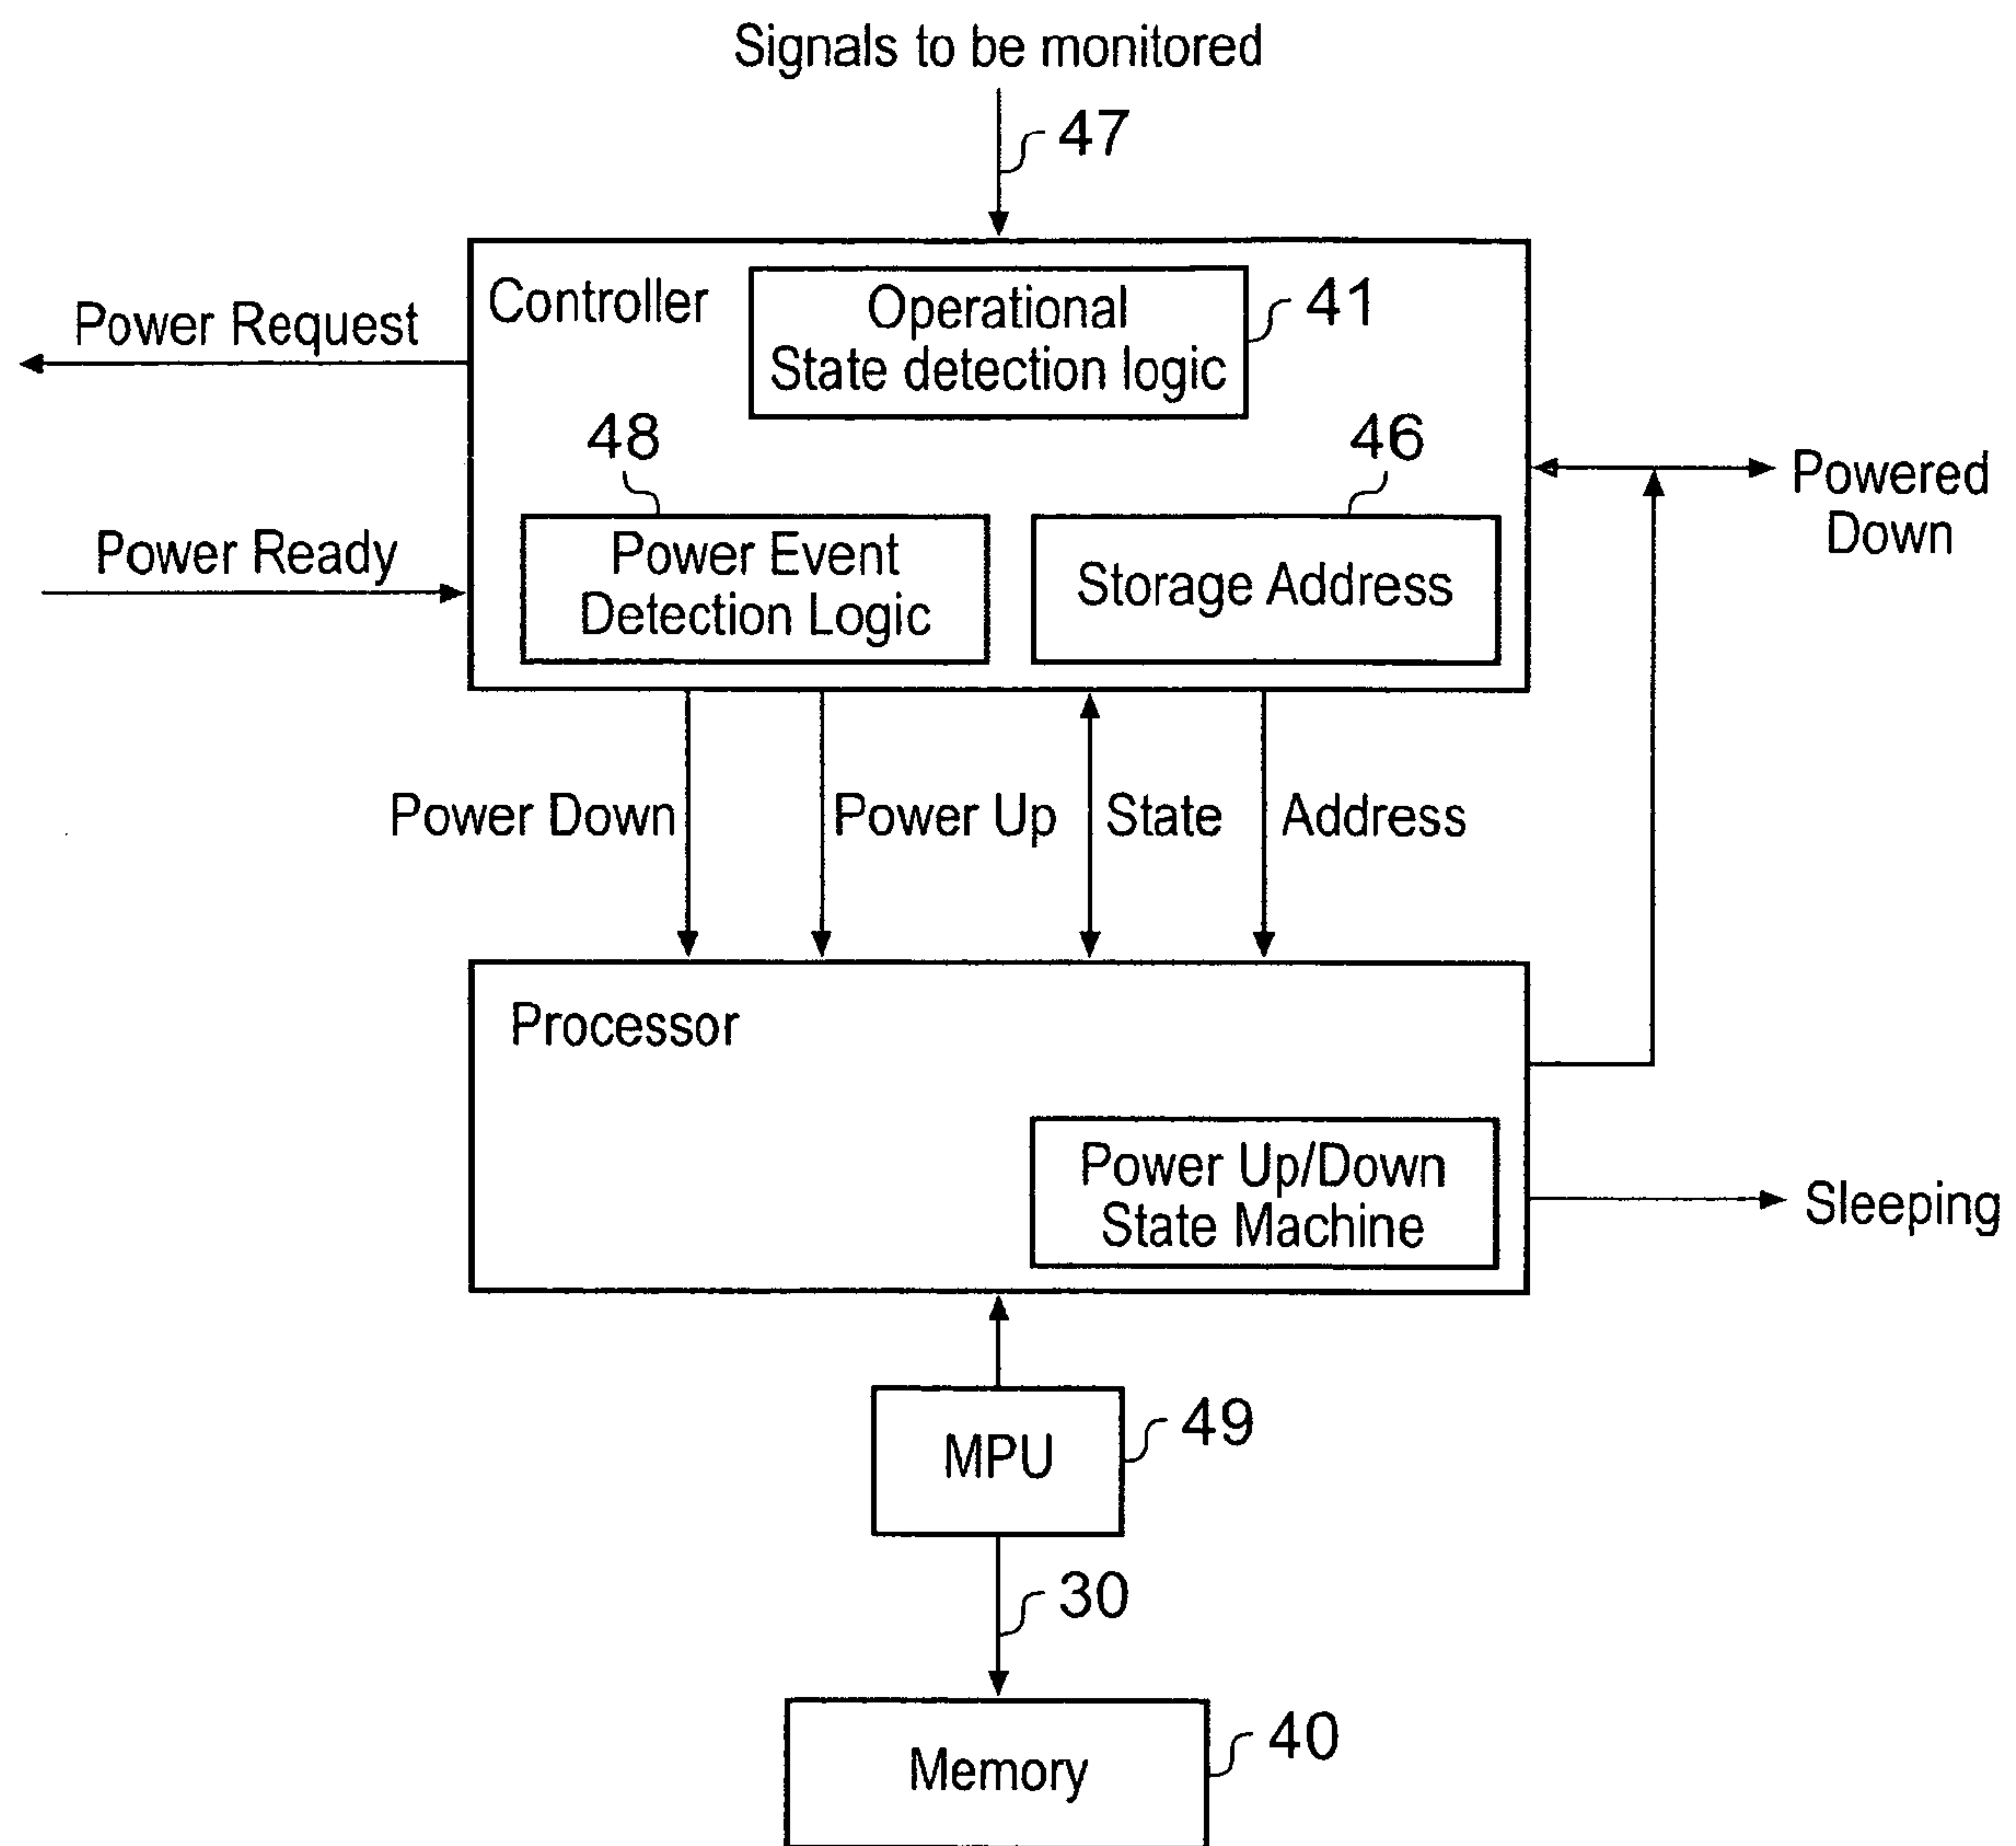 Signals to be monitored
47
Controller
Operational
State detection logic
41
Power Request
48
46
Powered
Down
Power Ready
Power Event
Detection Logic
Storage Address
Power Down
Power Up
State
Address
Processor
Power Up/Down
State Machine
Sleeping
MPU
49
30
Memory
40